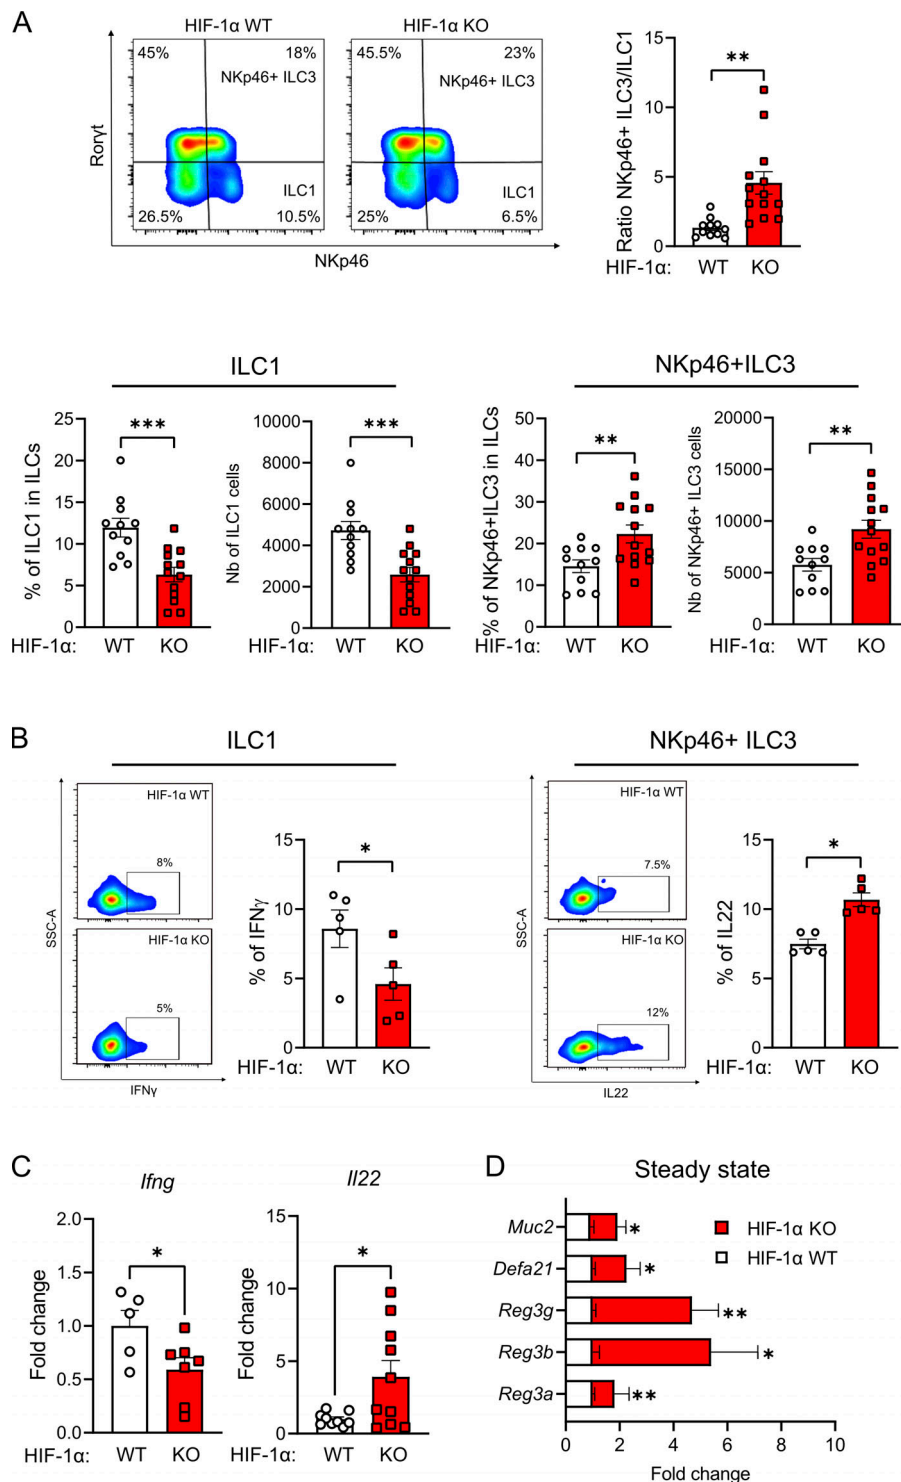 A
HIF-1α WT
HIF-1α KO
45%
18%
NKp46+ ILC3
ILC1
26.5%
10.5%
45.5%
23%
NKp46+ ILC3
ILC1
25%
6.5%
Rorγt
NKp46
Ratio NKp46+ ILC3/ILC1
15
10
5
0
**
HIF-1α: WT KO
ILC1
NKp46+ILC3
% of ILC1 in ILCs
25
20
15
10
5
0
***
HIF-1α: WT KO
Nb of ILC1 cells
10000
8000
6000
4000
2000
0
***
WT KO
% of NKp46+ILC3 in ILCs
50
40
30
20
10
0
**
HIF-1α: WT KO
Nb of NKp46+ ILC3 cells
20000
15000
10000
5000
0
**
HIF-1α: WT KO
B
ILC1
NKp46+ ILC3
HIF-1α WT
8%
HIF-1α KO
5%
SSC-A
IFNγ
% of IFNγ
15
10
5
0
*
HIF-1α: WT KO
HIF-1α WT
7.5%
HIF-1α KO
12%
SSC-A
IL22
% of IL22
15
10
5
0
*
HIF-1α: WT KO
C
Ifng
Fold change
2.0
1.5
1.0
0.5
0.0
*
HIF-1α: WT KO
Il22
Fold change
15
10
5
0
*
HIF-1α: WT KO
D
Steady state
Muc2 *
Defa21 *
Reg3g **
Reg3b *
Reg3a **
HIF-1α KO
HIF-1α WT
0 2 4 6 8 10
Fold change